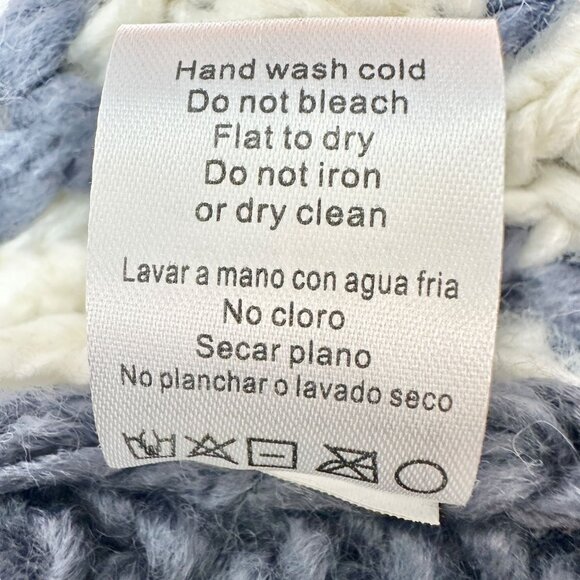 Hand wash cold
Do not bleach
Flat to dry
Do not iron
or dry clean
Lavar a mano con agua fria
No cloro
Secar plano
No planchar o lavado seco